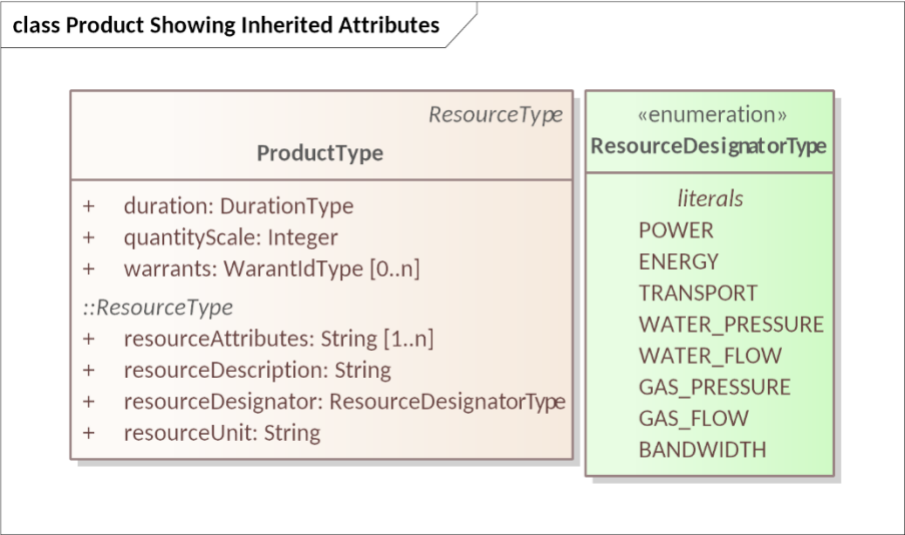 class Product Showing Inherited Attributes
ResourceType
ProductType
+ duration: DurationType
+ quantityScale: Integer
+ warrants: WarantIdType [0..n]
::ResourceType
+ resourceAttributes: String [1..n]
+ resourceDescription: String
+ resourceDesignator: ResourceDesignatorType
+ resourceUnit: String
«enumeration»
ResourceDesignatorType
literals
POWER
ENERGY
TRANSPORT
WATER_PRESSURE
WATER_FLOW
GAS_PRESSURE
GAS_FLOW
BANDWIDTH